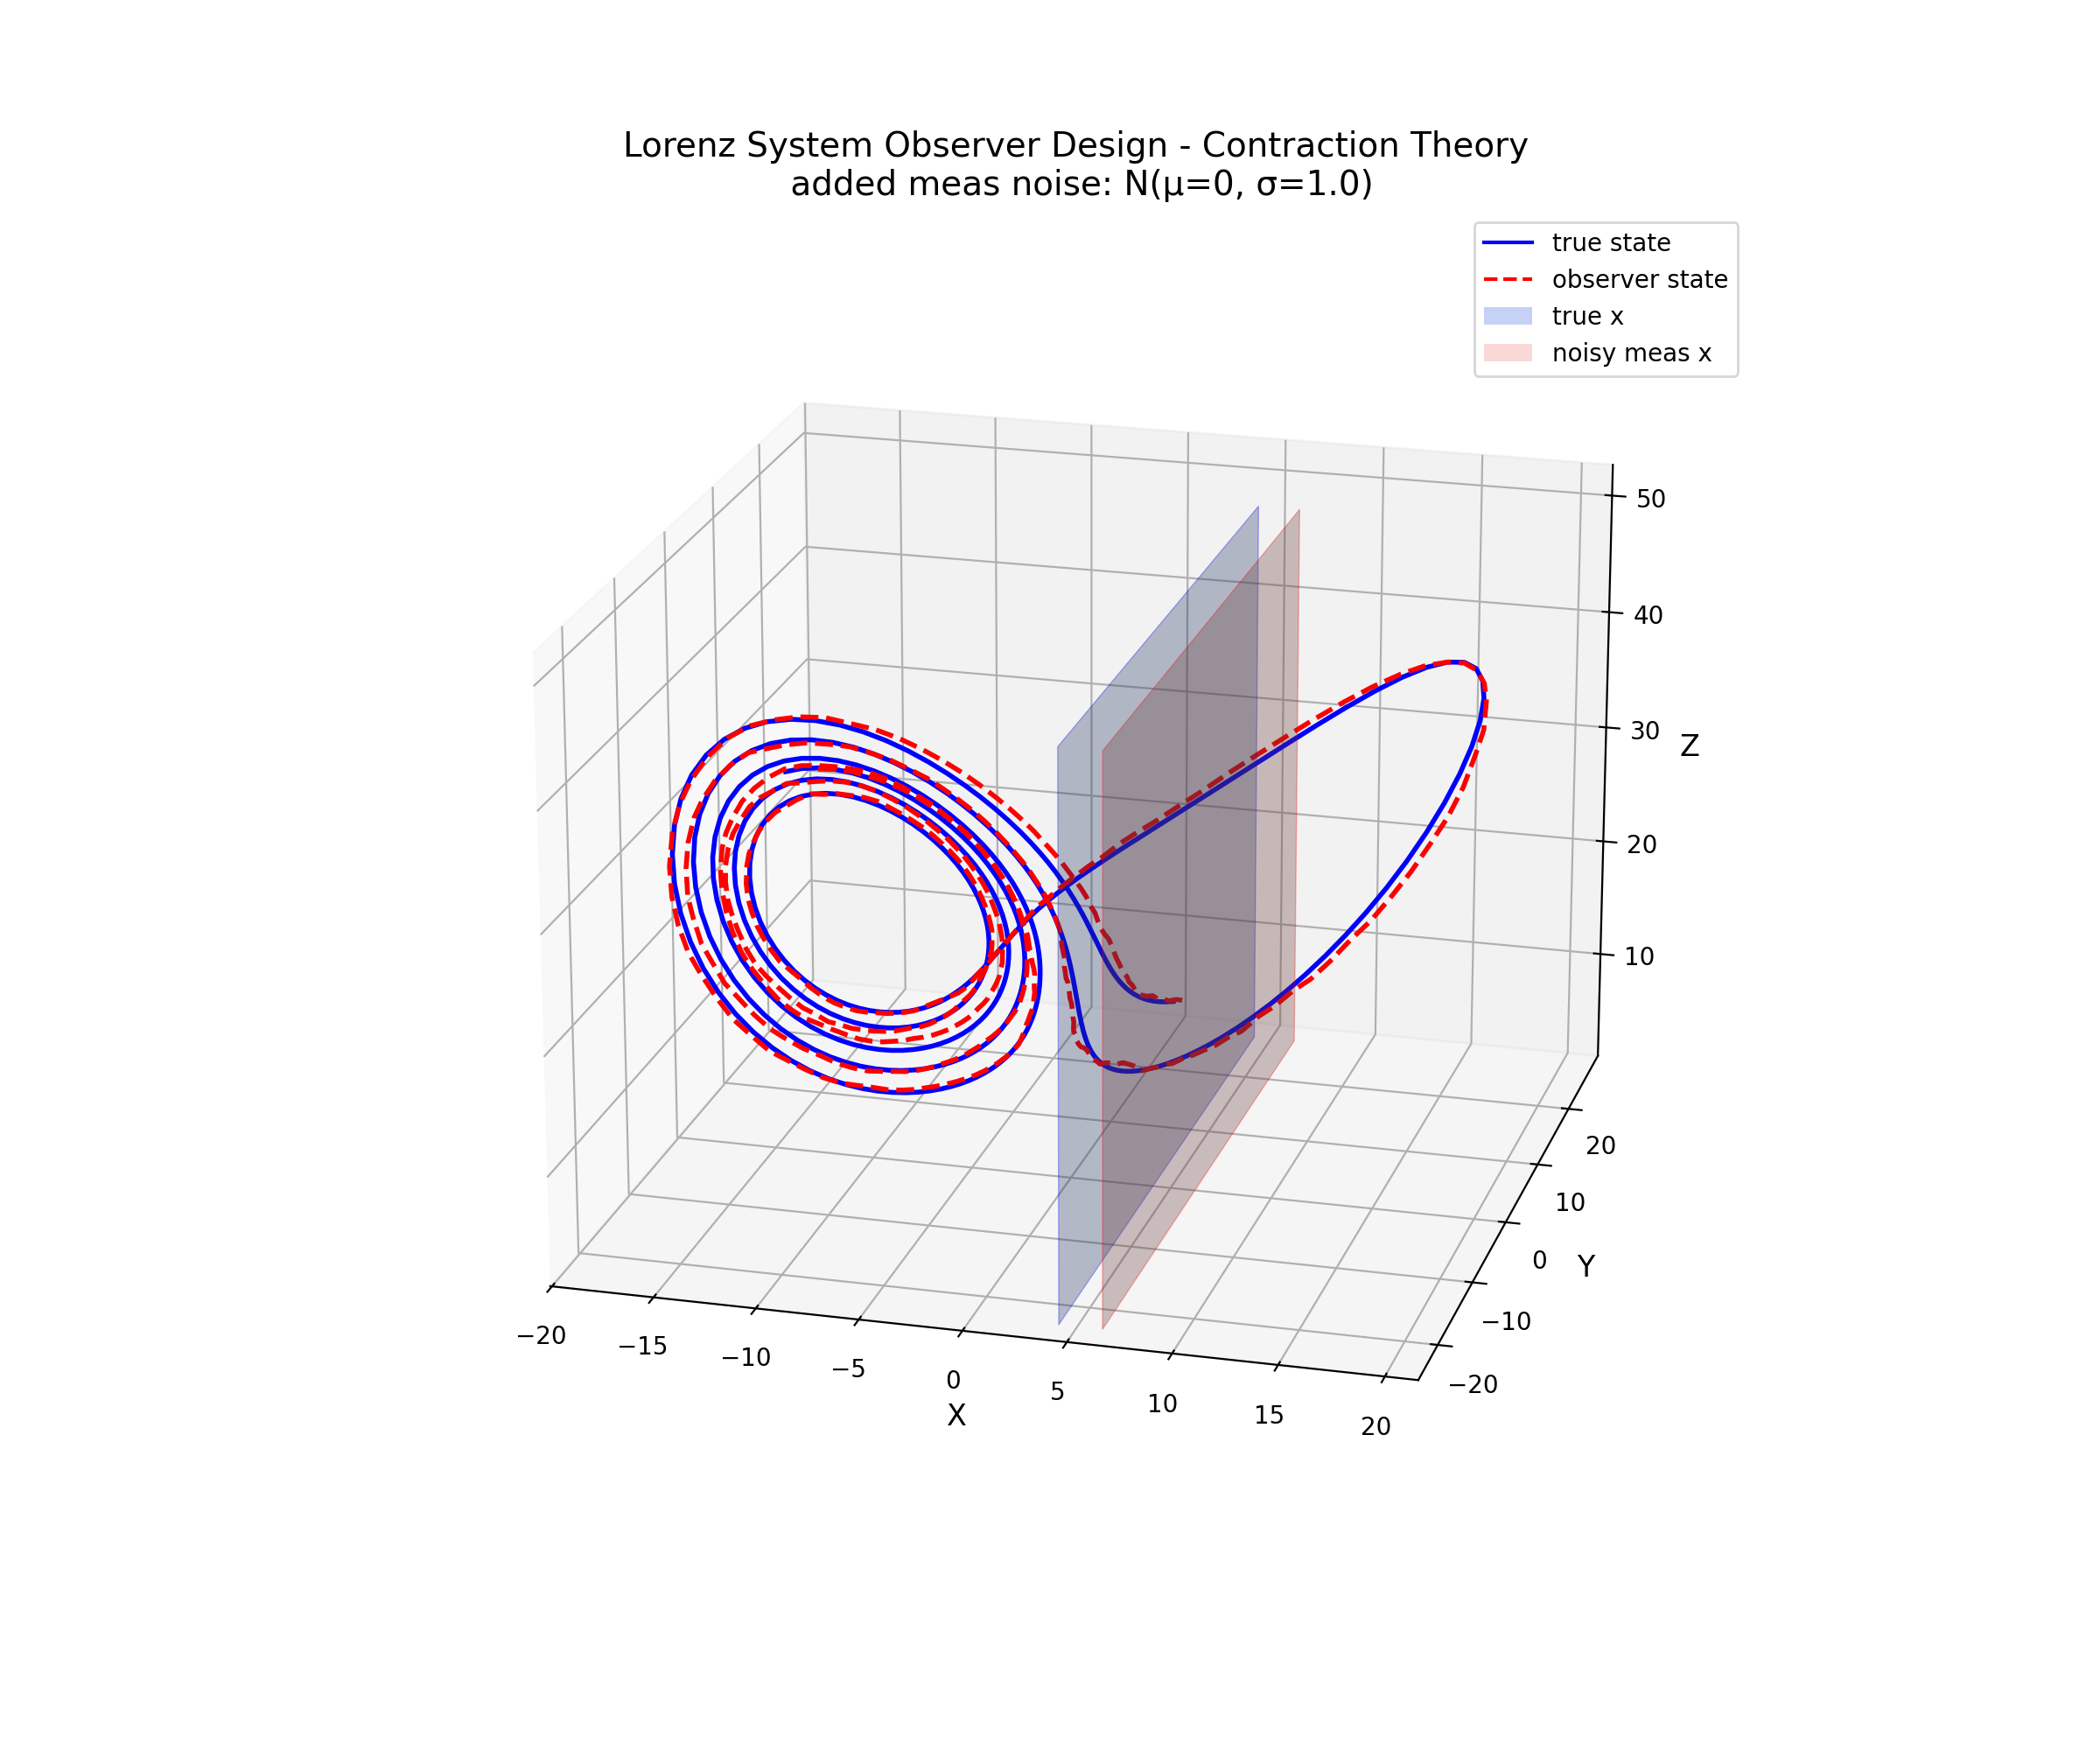 Lorenz System Observer Design - Contraction Theory
added meas noise: N(μ=0, σ=1.0)
true state
observer state
true x
noisy meas x
50
40
30
Z
20
10
20
10
0
Y
−10
−20
−20
−15
−10
−5
0
5
10
15
20
X